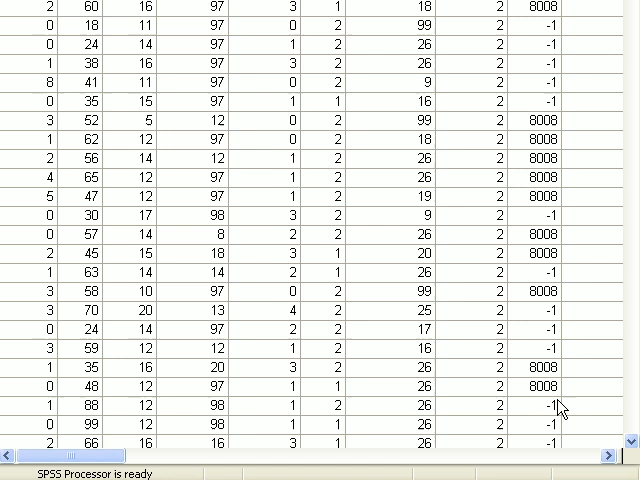 2 60 16 97 3 1 18 2 8008
0 18 11 97 0 2 99 2 -1
0 24 14 97 1 2 26 2 -1
1 38 16 97 3 2 26 2 -1
8 41 11 97 0 2 9 2 -1
0 35 15 97 1 1 16 2 -1
3 52 5 12 0 2 99 2 8008
1 62 12 97 0 2 18 2 8008
2 56 14 12 1 2 26 2 8008
4 65 12 97 1 2 26 2 8008
5 47 12 97 1 2 19 2 8008
0 30 17 98 3 2 9 2 -1
0 57 14 8 2 2 26 2 8008
2 45 15 18 3 1 20 2 8008
1 63 14 14 2 1 26 2 -1
3 58 10 97 0 2 99 2 8008
3 70 20 13 4 2 25 2 -1
0 24 14 97 2 2 17 2 -1
3 59 12 12 1 2 16 2 -1
1 35 16 20 3 2 26 2 8008
0 48 12 97 1 1 26 2 8008
1 88 12 98 1 2 26 2 -1
0 99 12 98 1 1 26 2 -1
2 66 16 16 3 1 26 2 -1
SPSS Processor is ready